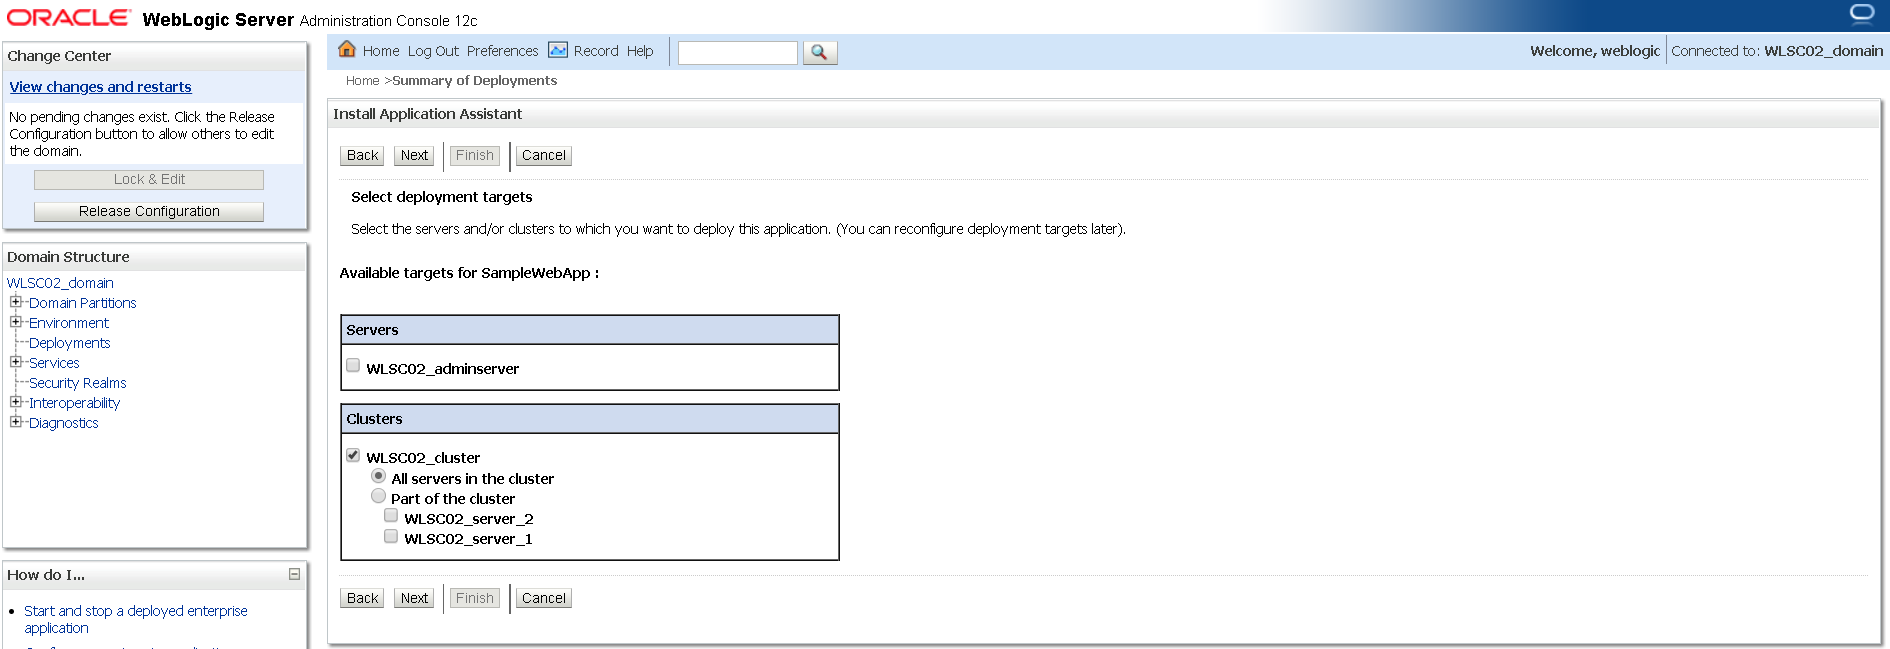 ORACLE WebLogic Server Administration Console 12c
Change Center
View changes and restarts
No pending changes exist. Click the Release
Configuration button to allow others to edit
the domain.
Lock & Edit
Release Configuration
Domain Structure
WLSC02_domain
Domain Partitions
Environment
Deployments
Services
Security Realms
Interoperability
Diagnostics
How do I...
Start and stop a deployed enterprise
application
Home Log Out Preferences Record Help
Welcome, weblogic Connected to: WLSC02_domain
Home >Summary of Deployments
Install Application Assistant
Back Next Finish Cancel
Select deployment targets
Select the servers and/or clusters to which you want to deploy this application. (You can reconfigure deployment targets later).
Available targets for SampleWebApp :
Servers
WLSC02_adminserver
Clusters
WLSC02_cluster
All servers in the cluster
Part of the cluster
WLSC02_server_2
WLSC02_server_1
Back Next Finish Cancel